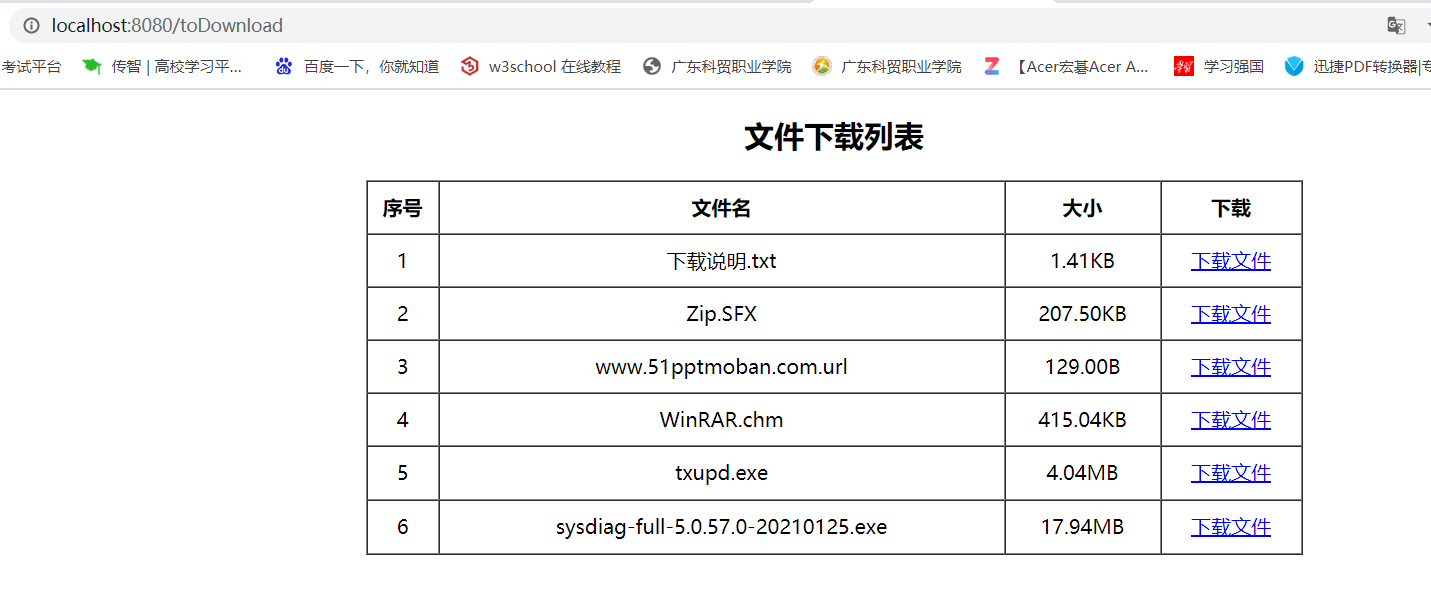 localhost:8080/toDownload
考试平台 传智 | 高校学习平... 百度一下，你就知道 w3school 在线教程 广东科贸职业学院 广东科贸职业学院 【Acer宏碁Acer A... 学习强国 迅捷PDF转换器|专
文件下载列表
序号 文件名 大小 下载
1 下载说明.txt 1.41KB 下载文件
2 Zip.SFX 207.50KB 下载文件
3 www.51pptmoban.com.url 129.00B 下载文件
4 WinRAR.chm 415.04KB 下载文件
5 txupd.exe 4.04MB 下载文件
6 sysdiag-full-5.0.57.0-20210125.exe 17.94MB 下载文件